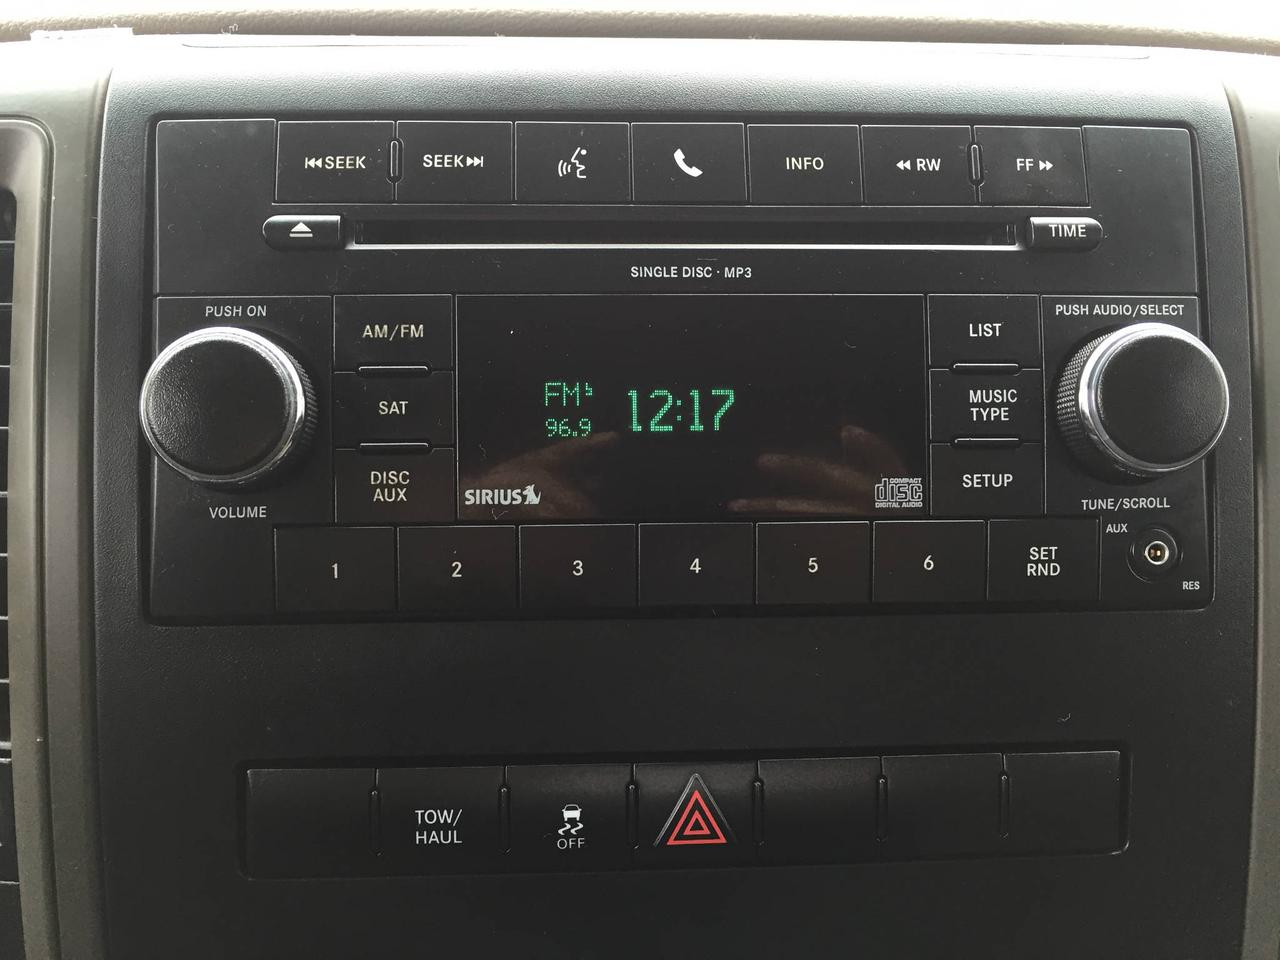 SEEK
SEEK
INFO
RW
FF
TIME
SINGLE DISC · MP3
PUSH ON
AM/FM
LIST
PUSH AUDIO/SELECT
SAT
FM
96.9
12:17
MUSIC
TYPE
DISC
AUX
SIRIUS
COMPACT
disc
DIGITAL AUDIO
SETUP
VOLUME
TUNE/SCROLL
AUX
1
2
3
4
5
6
SET
RND
RES
TOW/
HAUL
OFF